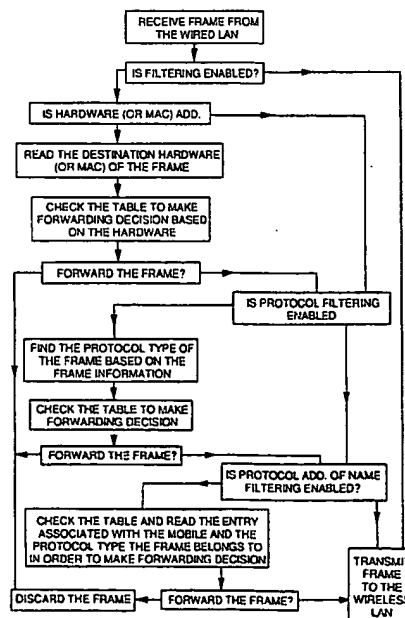 RECEIVE FRAME FROM
THE WIRED LAN
IS FILTERING ENABLED?
IS HARDWARE (OR MAC) ADD.
READ THE DESTINATION HARDWARE
(OR MAC) OF THE FRAME
CHECK THE TABLE TO MAKE
FORWARDING DECISION BASED
ON THE HARDWARE
FORWARD THE FRAME?
IS PROTOCOL FILTERING
ENABLED
FIND THE PROTOCOL TYPE
OF THE FRAME BASED ON THE
FRAME INFORMATION
CHECK THE TABLE TO MAKE
FORWARDING DECISION
FORWARD THE FRAME?
IS PROTOCOL ADD. OF NAME
FILTERING ENABLED?
CHECK THE TABLE AND READ THE ENTRY
ASSOCIATED WITH THE MOBILE AND THE
PROTOCOL TYPE THE FRAME BELONGS TO
IN ORDER TO MAKE FORWARDING DECISION
TRANSMIT
FRAME
TO THE
WIRELESS
LAN
DISCARD THE FRAME
FORWARD THE FRAME?